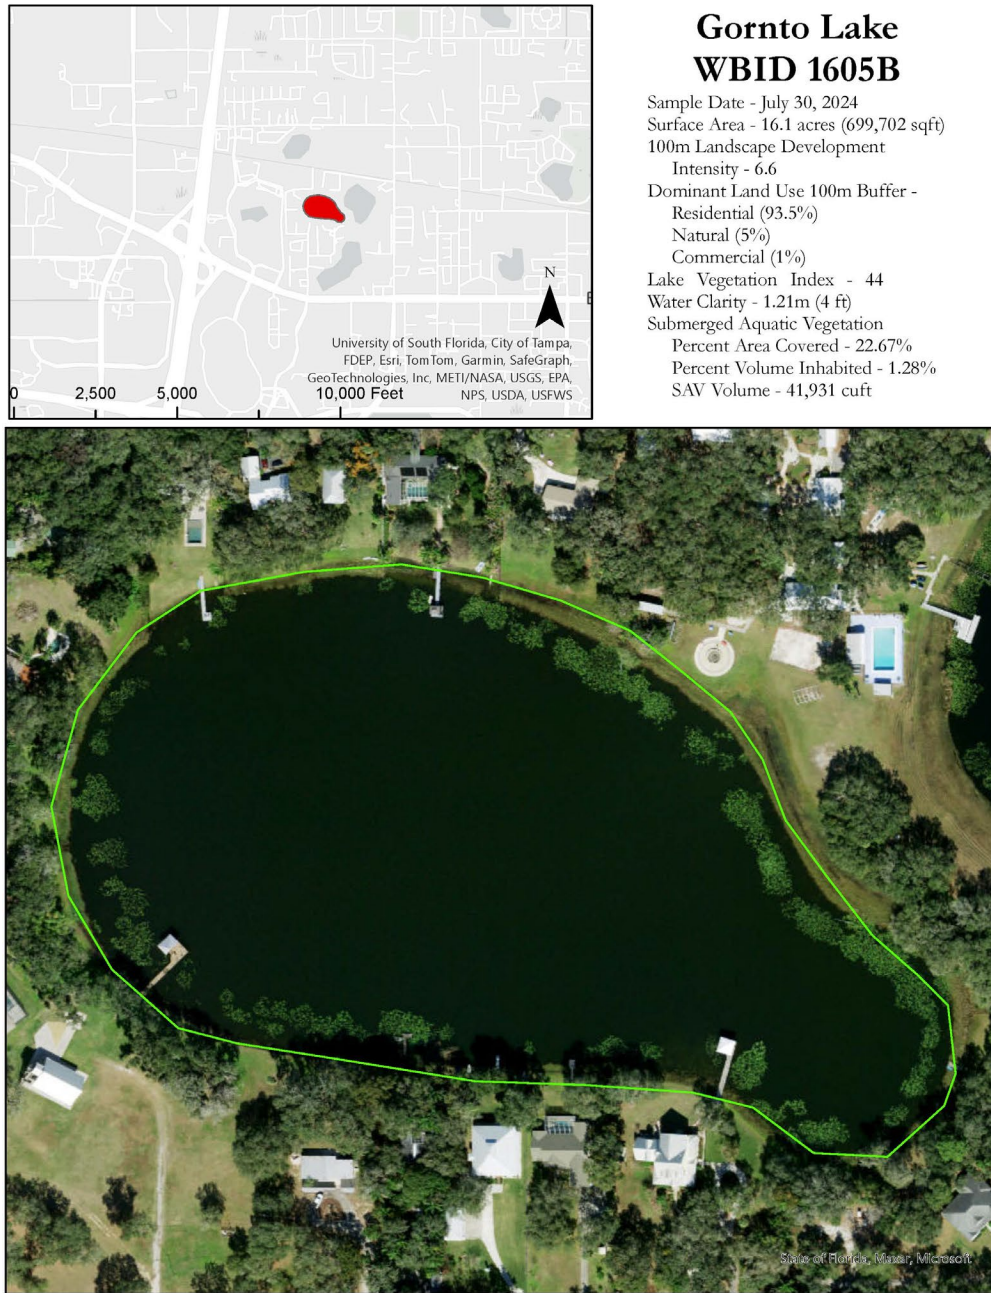 Gornto Lake
WBID 1605B
Sample Date - July 30, 2024
Surface Area - 16.1 acres (699,702 sqft)
100m Landscape Development
Intensity - 6.6
Dominant Land Use 100m Buffer -
Residential (93.5%)
Natural (5%)
Commercial (1%)
Lake Vegetation Index - 44
Water Clarity - 1.21m (4 ft)
Submerged Aquatic Vegetation
Percent Area Covered - 22.67%
Percent Volume Inhabited - 1.28%
SAV Volume - 41,931 cuft
N
University of South Florida, City of Tampa,
FDEP, Esri, TomTom, Garmin, SafeGraph,
GeoTechnologies, Inc, METI/NASA, USGS, EPA,
NPS, USDA, USFWS
0 2,500 5,000 10,000 Feet
State of Florida, Maxar, Microsoft